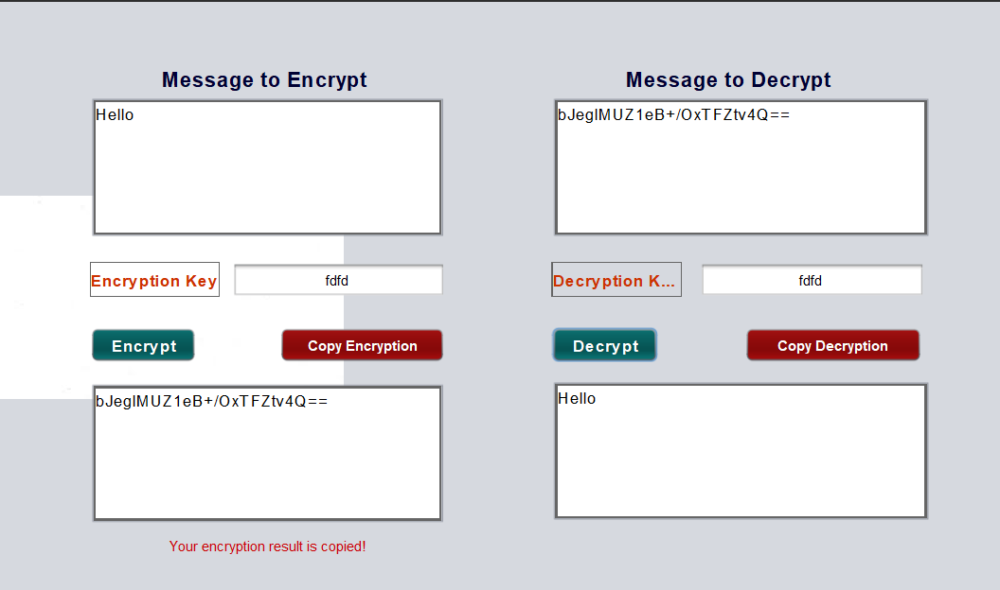 Message to Encrypt
Hello
Encryption Key
fdfd
Encrypt
Copy Encryption
bJeglMUZ1eB+/OxTFZtv4Q==
Your encryption result is copied!
Message to Decrypt
bJeglMUZ1eB+/OxTFZtv4Q==
Decryption K...
fdfd
Decrypt
Copy Decryption
Hello